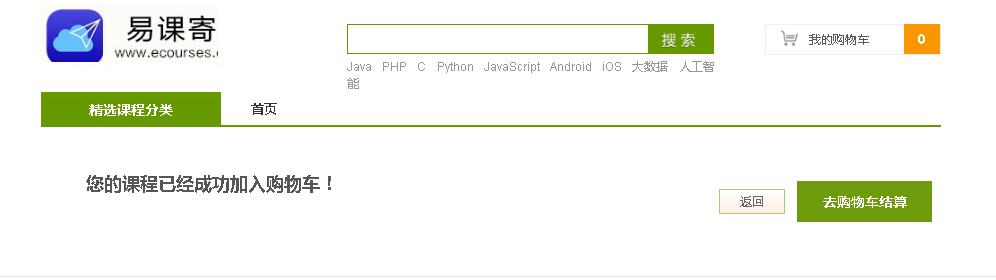 易课寄
www.ecourses.
搜索
我的购物车
0
Java PHP C Python JavaScript Android iOS 大数据 人工智
能
精选课程分类
首页
您的课程已经成功加入购物车！
返回
去购物车结算